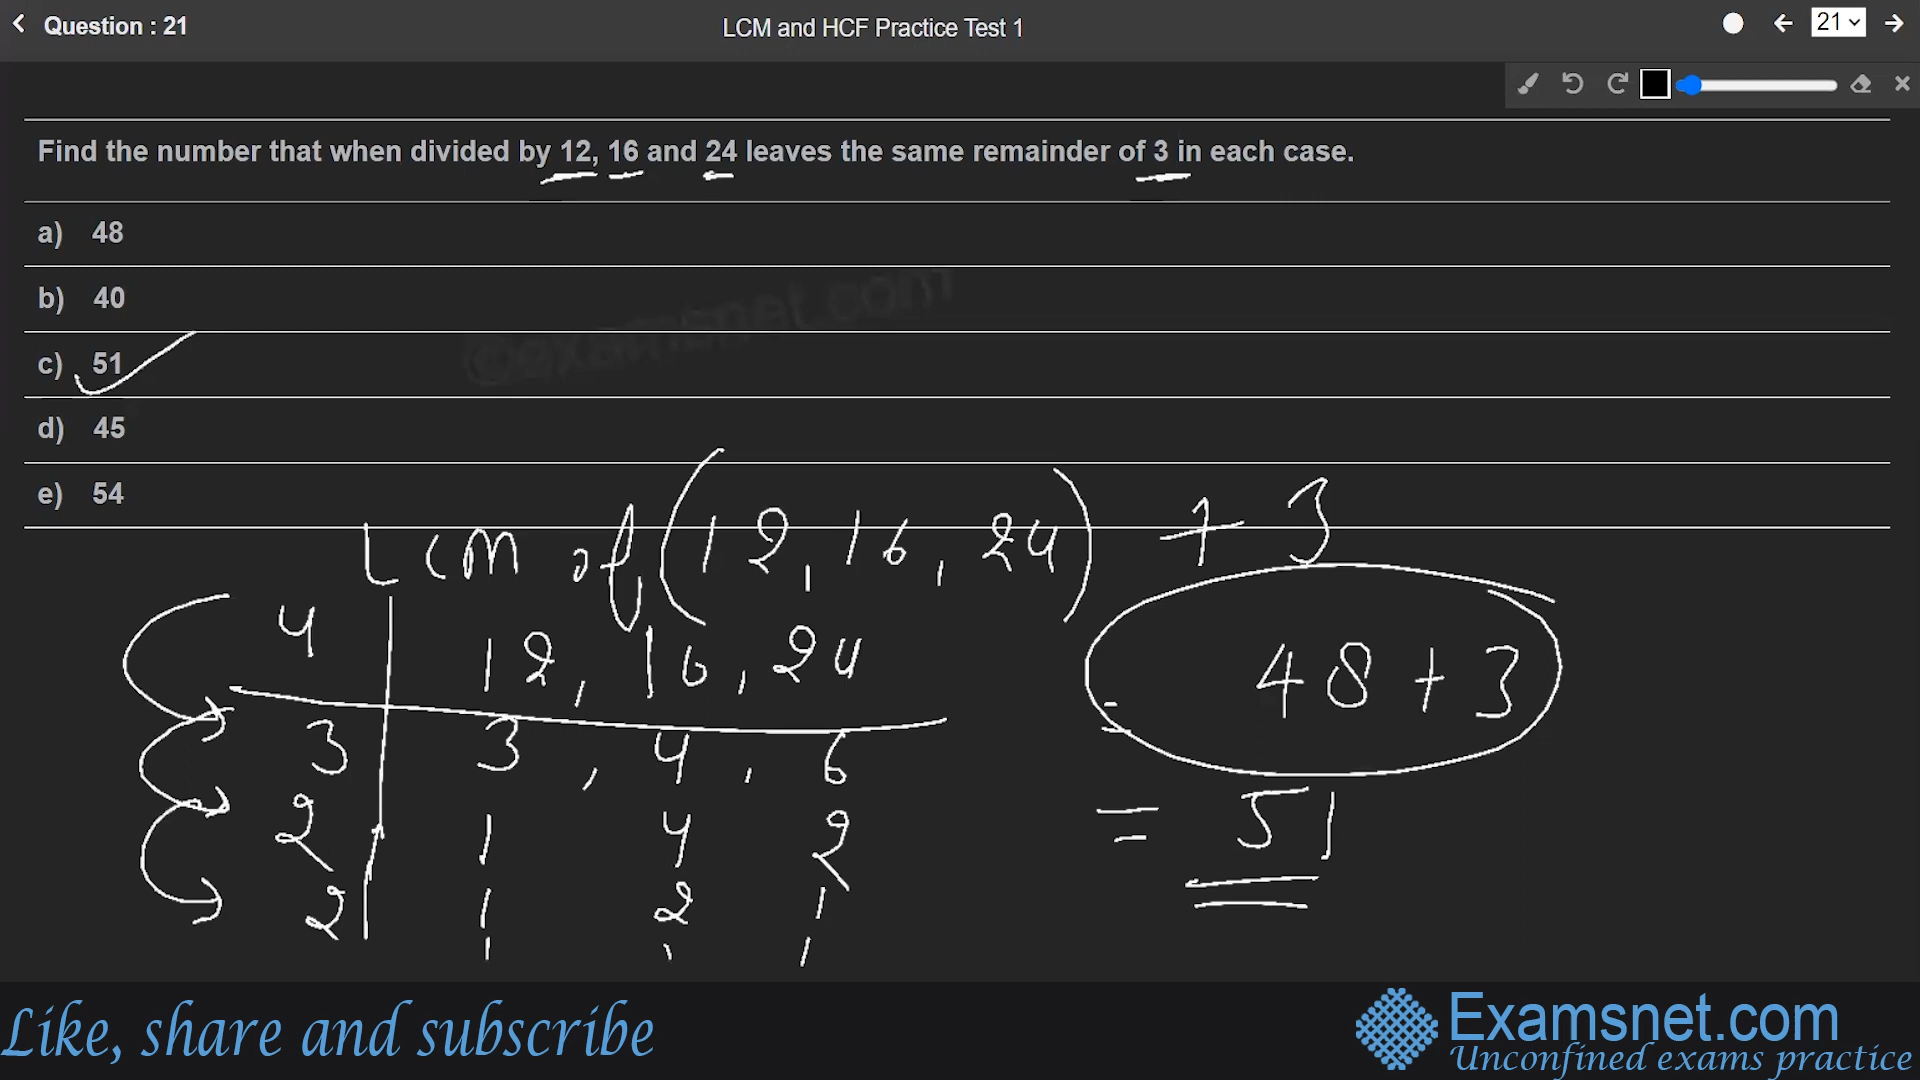 Question : 21
LCM and HCF Practice Test 1
21
Find the number that when divided by 12, 16 and 24 leaves the same remainder of 3 in each case.
a) 48
b) 40
©examsnet.com
c) 51
d) 45
e) 54
LCM of (12, 16, 24) + 3
4 12, 16, 24
= 48 + 3
3 3, 4, 6
2 1 4 2
= 51
2 1 2 1
1 1 1
Like, share and subscribe
Examsnet.com
Unconfined exams practice